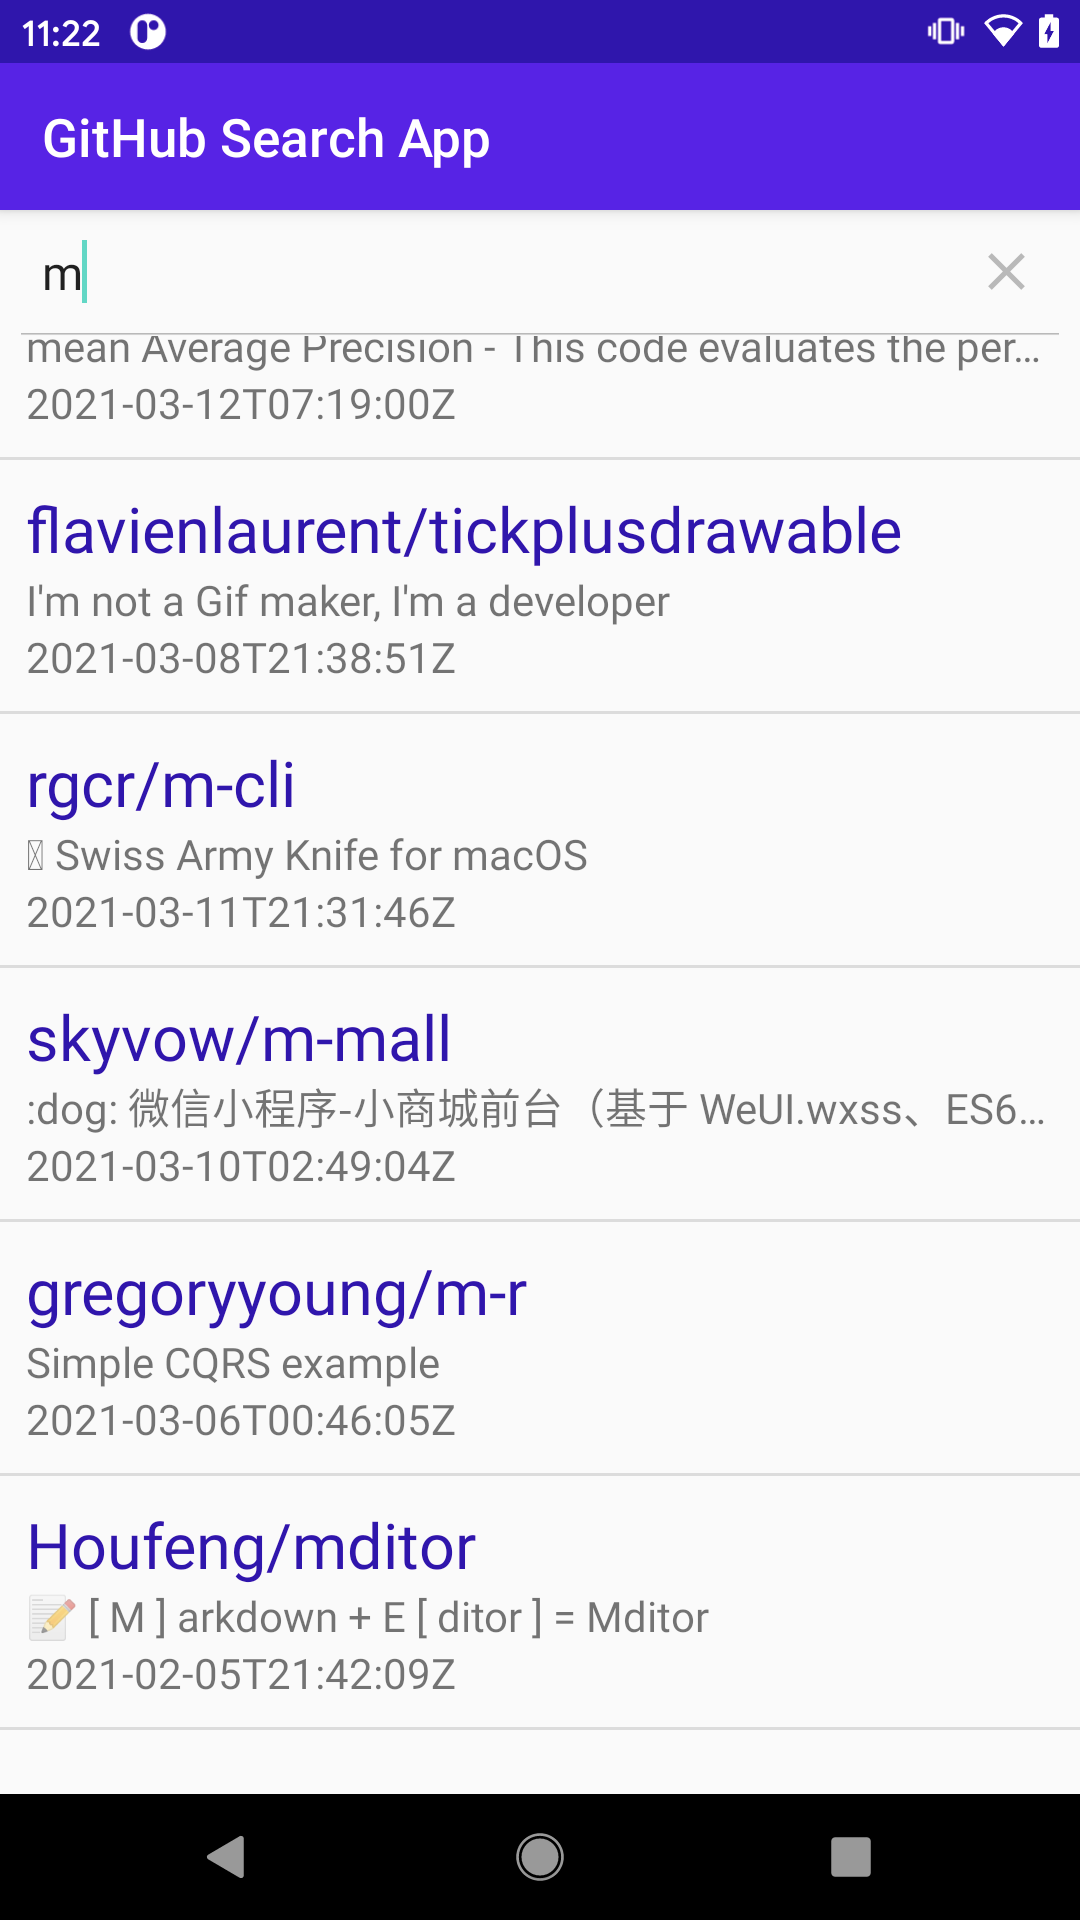 11:22
GitHub Search App
m
mean Average Precision - This code evaluates the per…
2021-03-12T07:19:00Z
flavienlaurent/tickplusdrawable
I'm not a Gif maker, I'm a developer
2021-03-08T21:38:51Z
rgcr/m-cli
Swiss Army Knife for macOS
2021-03-11T21:31:46Z
skyvow/m-mall
:dog: 微信小程序-小商城前台（基于 WeUI.wxss、ES6…
2021-03-10T02:49:04Z
gregoryyoung/m-r
Simple CQRS example
2021-03-06T00:46:05Z
Houfeng/mditor
📝 [ M ] arkdown + E [ ditor ] = Mditor
2021-02-05T21:42:09Z